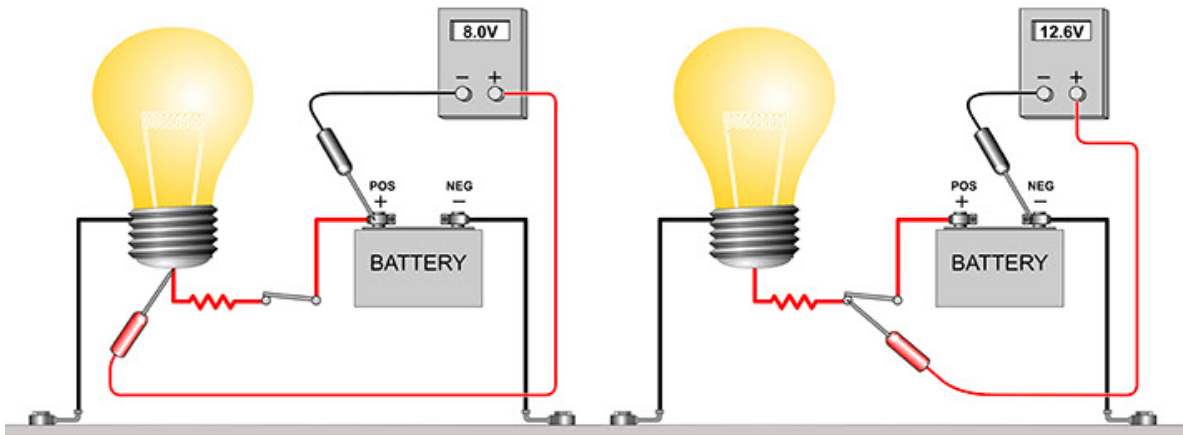 8.0V
− +
POS
+
NEG
−
BATTERY
12.6V
− +
POS
+
NEG
−
BATTERY